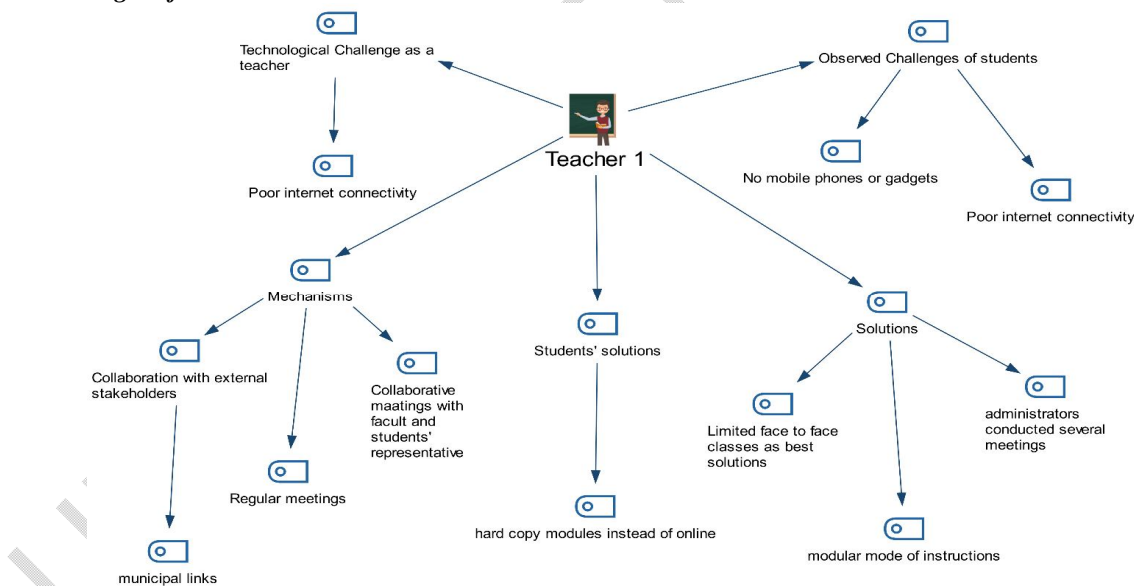 Technological Challenge as a
teacher
Observed Challenges of students
Teacher 1
Poor internet connectivity
No mobile phones or gadgets
Poor internet connectivity
Mechanisms
Solutions
Students' solutions
Collaboration with external
stakeholders
Collaborative
maatings with
facult and
students'
representative
Limited face to face
classes as best
solutions
administrators
conducted several
meetings
Regular meetings
hard copy modules instead of online
modular mode of instructions
municipal links